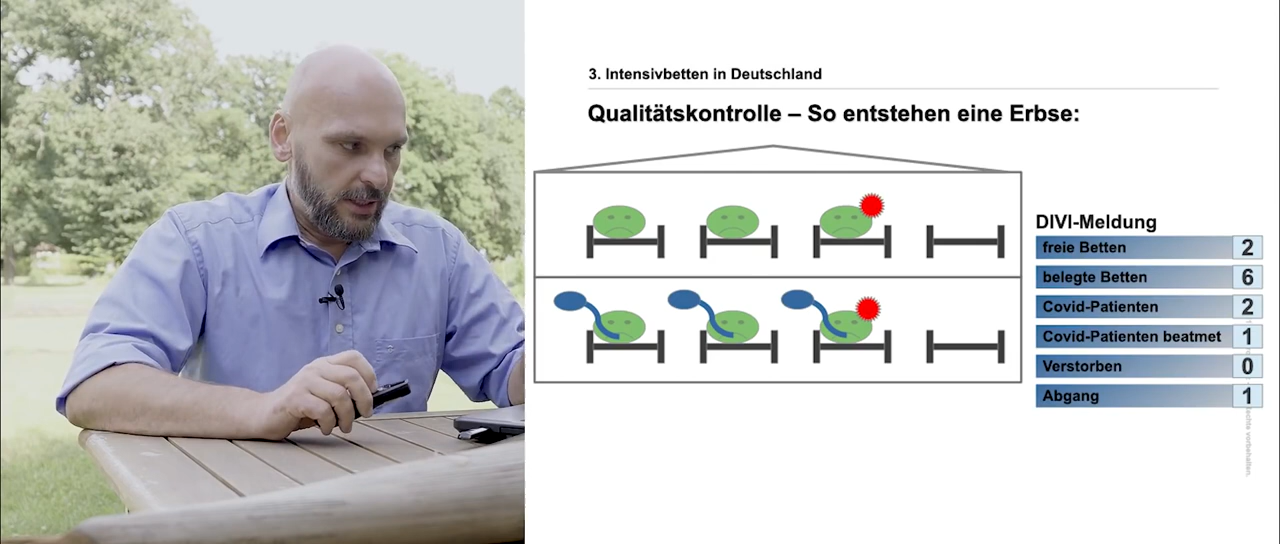 3. Intensivbetten in Deutschland
Qualitätskontrolle – So entstehen eine Erbse:
DIVI-Meldung
freie Betten 2
belegte Betten 6
Covid-Patienten 2
Covid-Patienten beatmet 1
Verstorben 0
Abgang 1
vorbehalten.